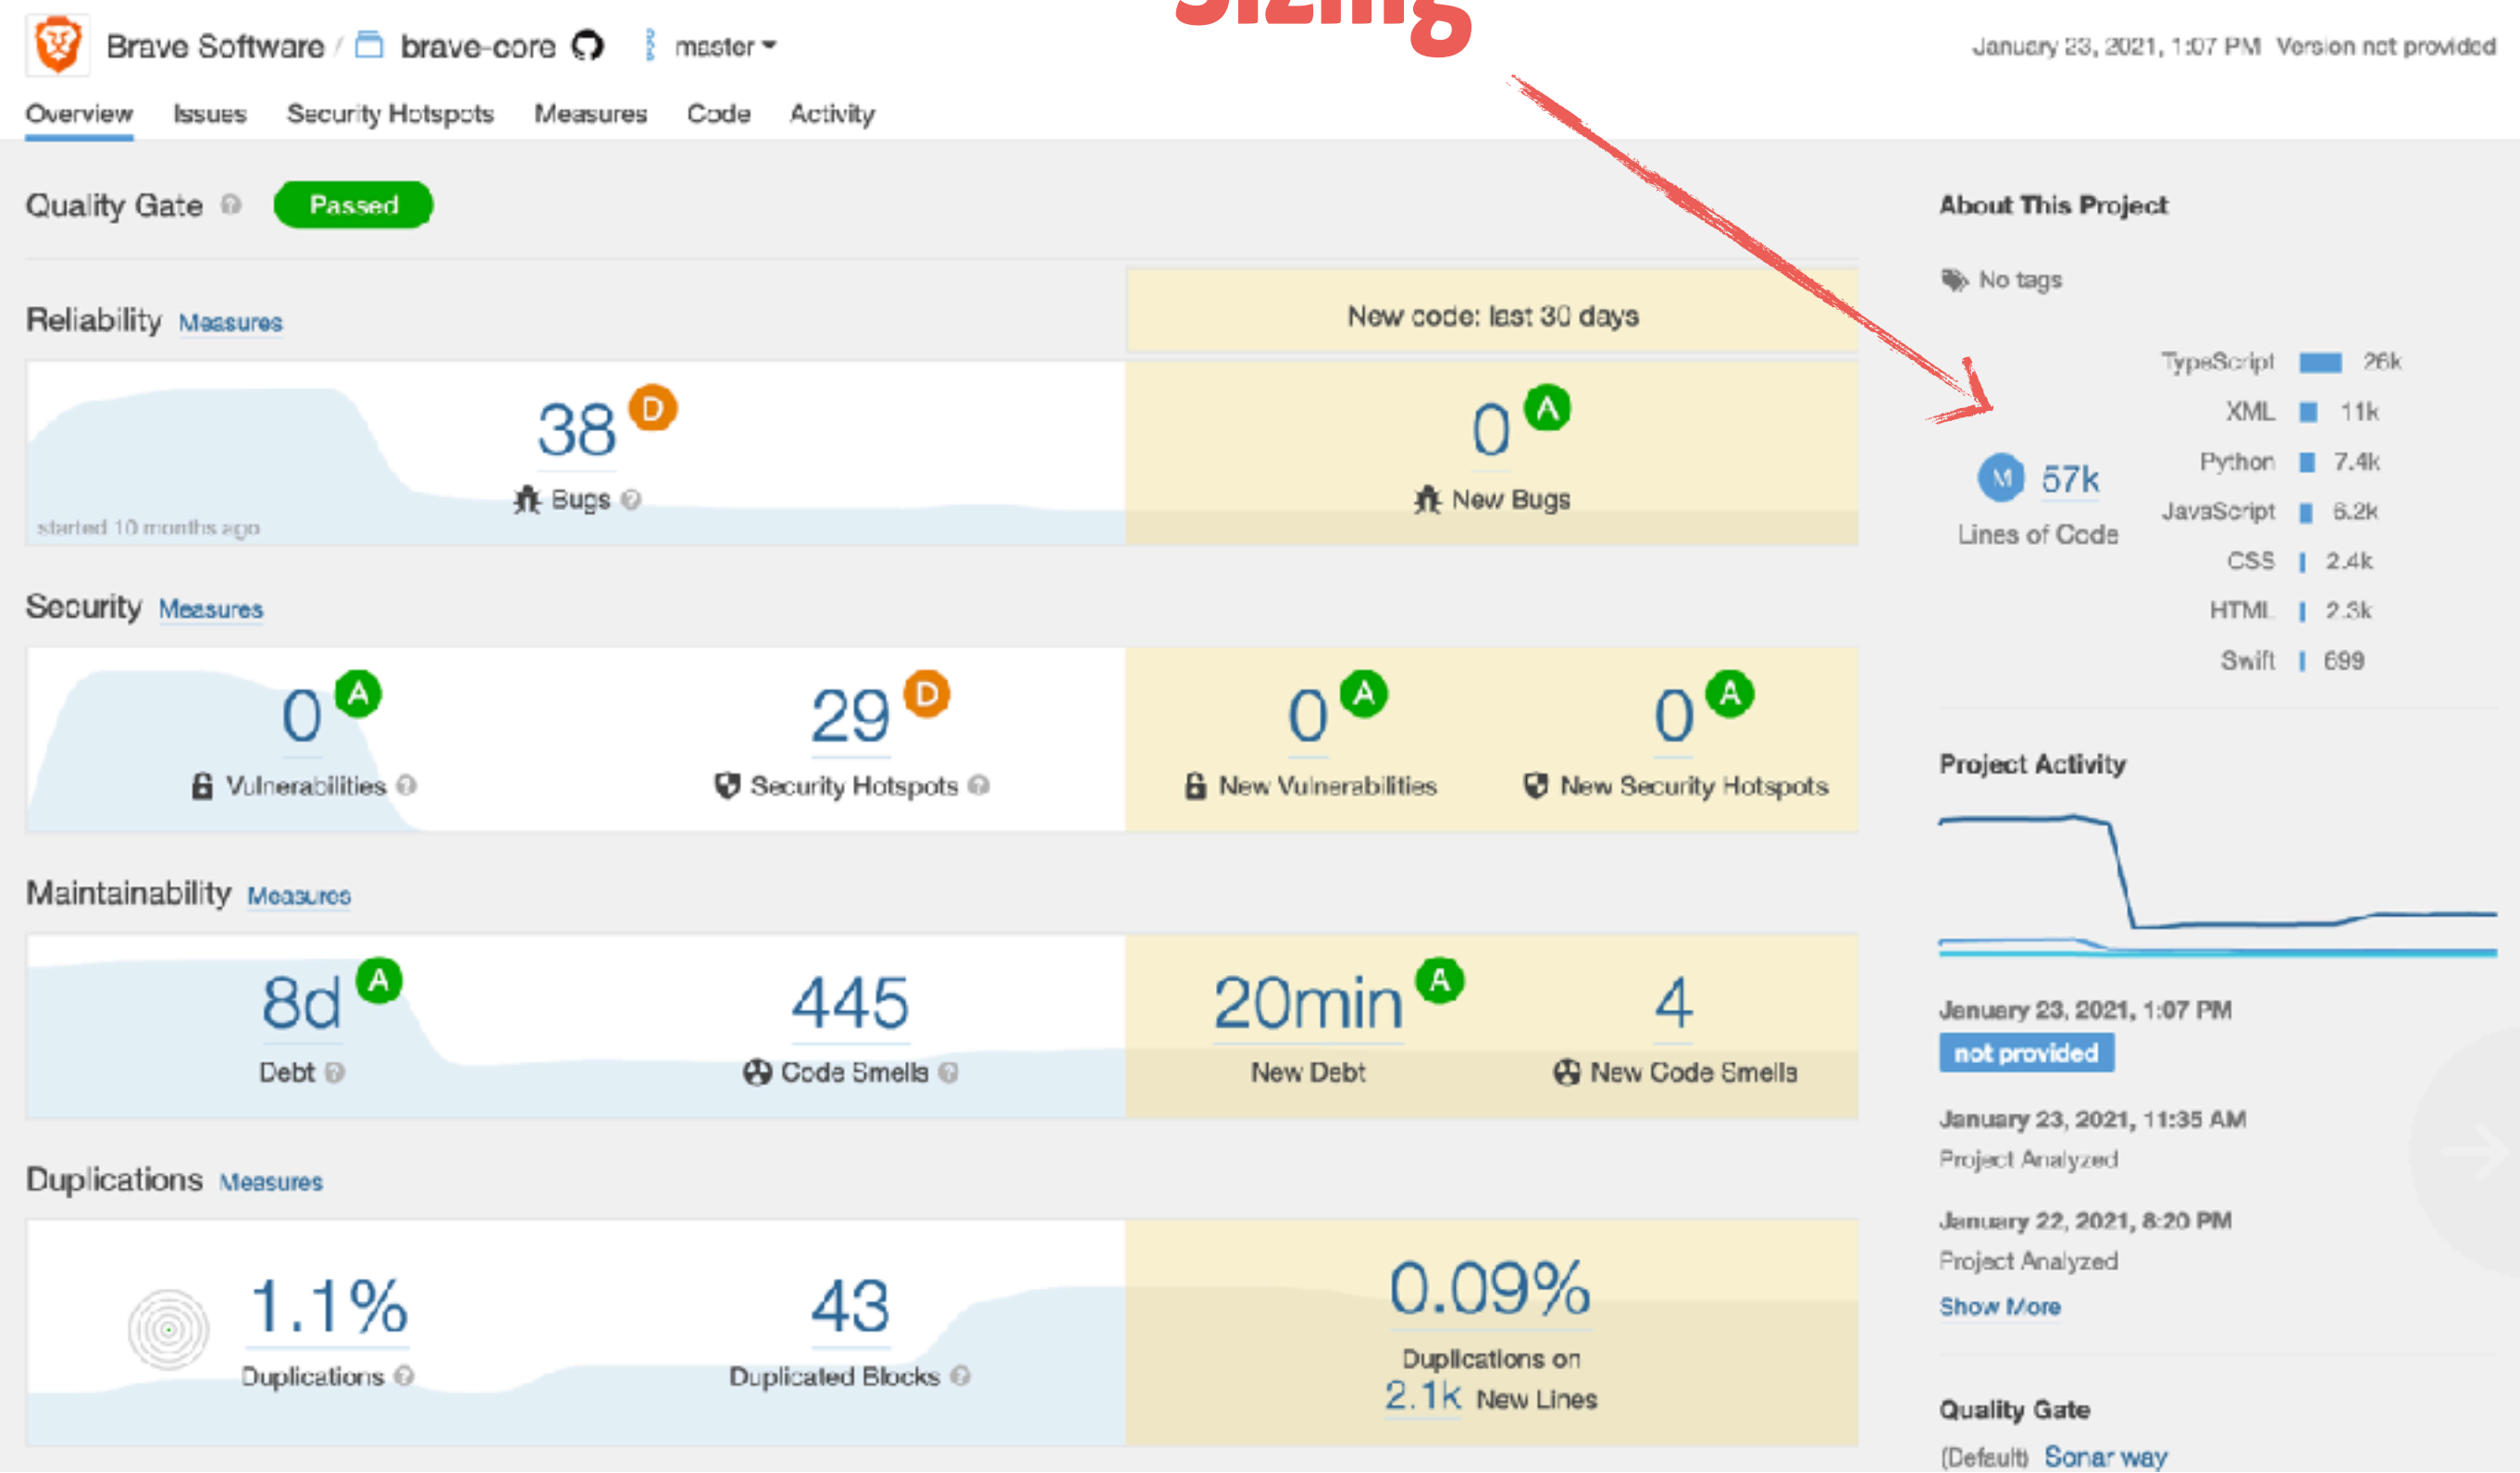 Sizing
Brave Software / brave-core master
January 23, 2021, 1:07 PM Version not provided
Overview Issues Security Hotspots Measures Code Activity
Quality Gate ? Passed
Reliability Measures
New code: last 30 days
38 D
Bugs ?
started 10 months ago
0 A
New Bugs
Security Measures
0 A
Vulnerabilities ?
29 D
Security Hotspots ?
0 A
New Vulnerabilities
0 A
New Security Hotspots
Maintainability Measures
8d A
Debt ?
445
Code Smells ?
20min A
New Debt
4
New Code Smells
Duplications Measures
1.1%
Duplications ?
43
Duplicated Blocks ?
0.09%
Duplications on
2.1k New Lines
About This Project
No tags
M 57k
Lines of Code
TypeScript 26k
XML 11k
Python 7.4k
JavaScript 6.2k
CSS 2.4k
HTML 2.3k
Swift 699
Project Activity
January 23, 2021, 1:07 PM
not provided
January 23, 2021, 11:35 AM
Project Analyzed
January 22, 2021, 8:20 PM
Project Analyzed
Show More
Quality Gate
(Default) Sonar way